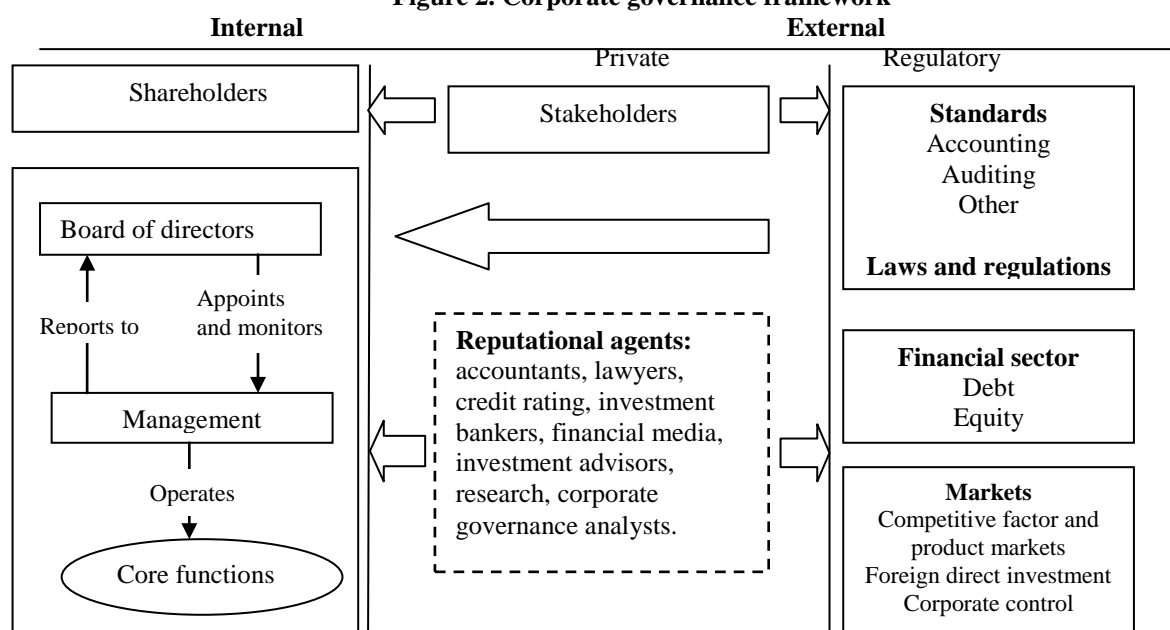 Figure 2. Corporate governance framework
Internal
External
Private
Regulatory
Shareholders
Stakeholders
Standards
Accounting
Auditing
Other
Laws and regulations
Board of directors
Reports to
Appoints
and monitors
Management
Operates
Core functions
Reputational agents:
accountants, lawyers,
credit rating, investment
bankers, financial media,
investment advisors,
research, corporate
governance analysts.
Financial sector
Debt
Equity
Markets
Competitive factor and
product markets
Foreign direct investment
Corporate control